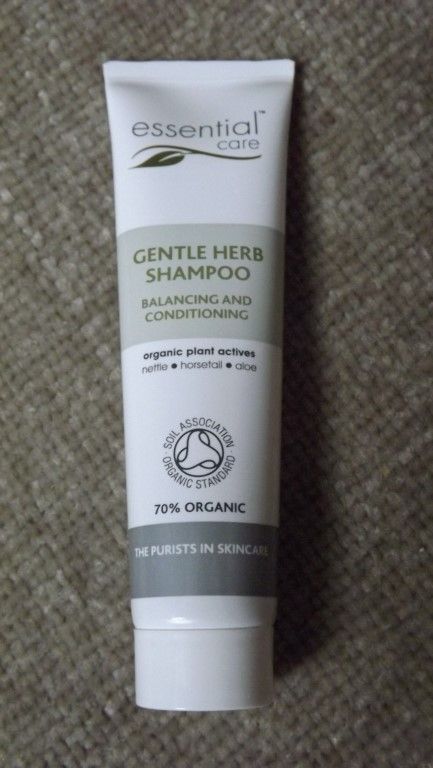 essential™
care
GENTLE HERB
SHAMPOO
BALANCING AND
CONDITIONING
organic plant actives
nettle ● horsetail ● aloe
SOIL ASSOCIATION
ORGANIC STANDARD
70% ORGANIC
THE PURISTS IN SKINCARE